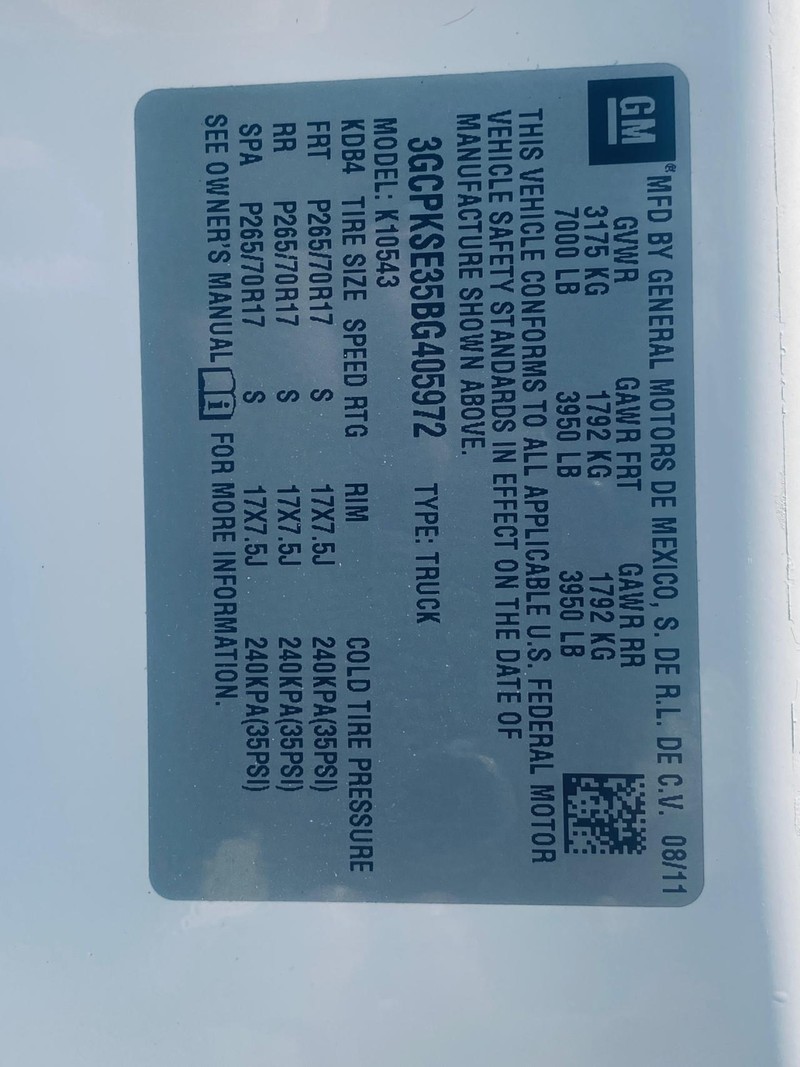 GM® MFD BY GENERAL MOTORS DE MEXICO, S. DE R.L. DE C.V. 08/11
GVWR GAWR FRT GAWR RR
3175 KG 1792 KG 1792 KG
7000 LB 3950 LB 3950 LB
THIS VEHICLE CONFORMS TO ALL APPLICABLE U.S. FEDERAL MOTOR
VEHICLE SAFETY STANDARDS IN EFFECT ON THE DATE OF
MANUFACTURE SHOWN ABOVE.
3GCPKSE35BG405972 TYPE: TRUCK
MODEL: K10543
KDB4 TIRE SIZE SPEED RTG RIM COLD TIRE PRESSURE
FRT P265/70R17 S 17X7.5J 240KPA(35PSI)
RR P265/70R17 S 17X7.5J 240KPA(35PSI)
SPA P265/70R17 S 17X7.5J 240KPA(35PSI)
SEE OWNER'S MANUAL i FOR MORE INFORMATION.